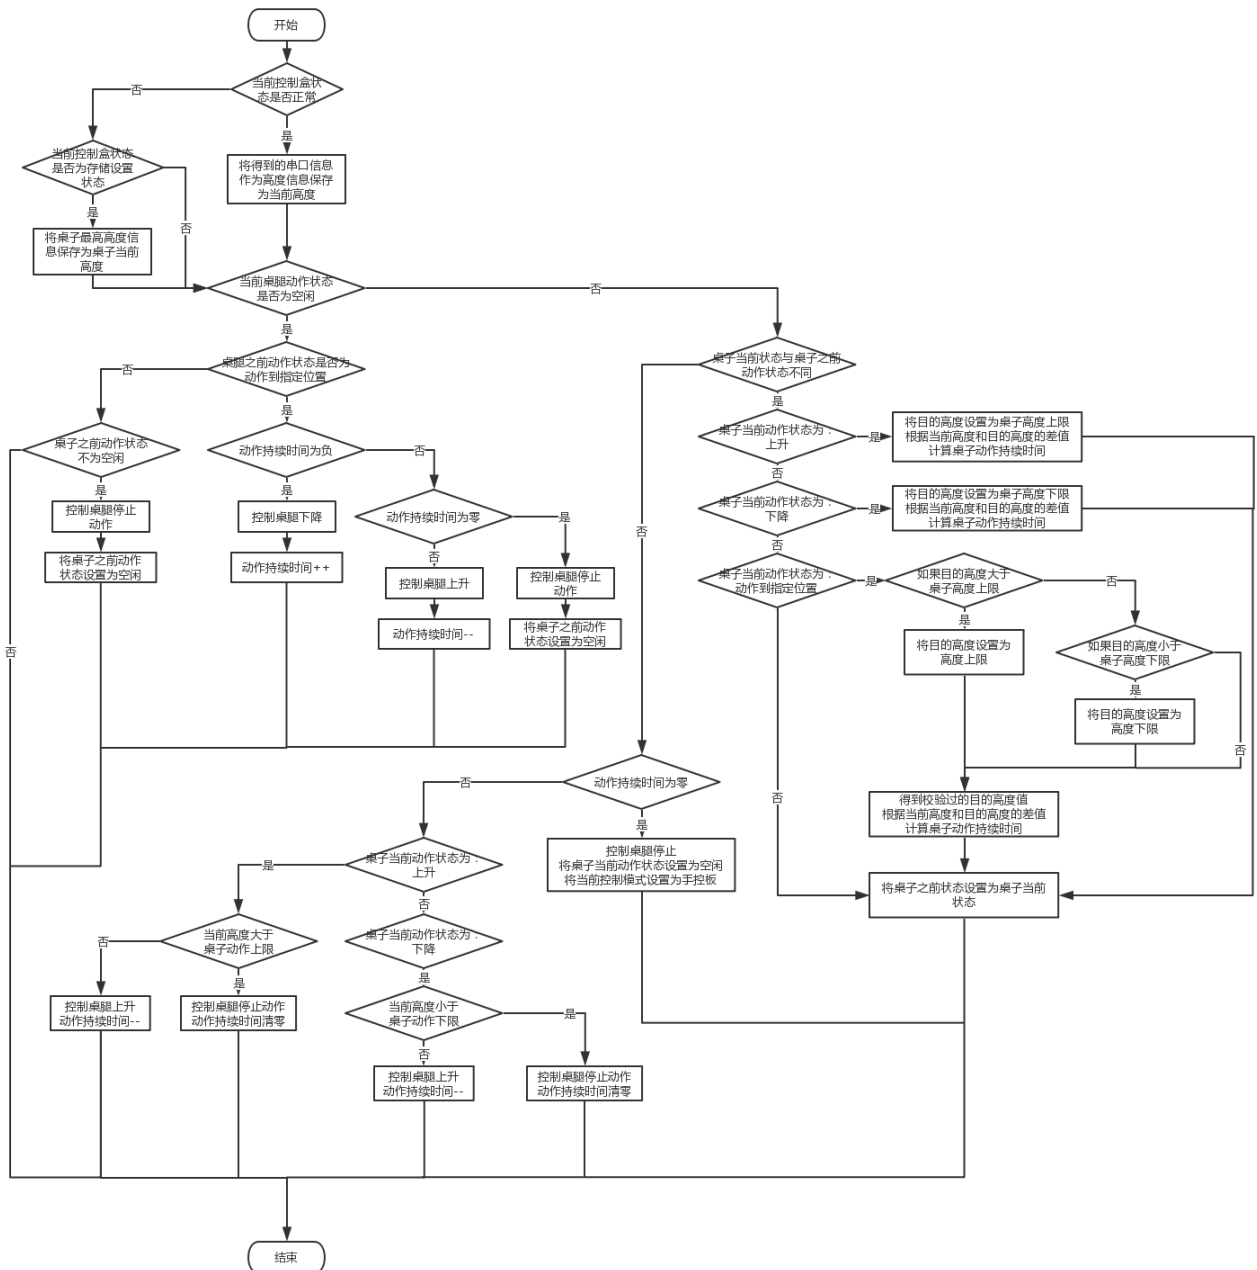 开始
当前控制盒状
态是否正常
否
是
当前控制盒状态
是否为存储设置
状态
将得到的串口信息
作为高度信息保存
为当前高度
是
否
将桌子最高高度信
息保存为桌子当前
高度
当前桌腿动作状态
是否为空闲
否
是
桌腿之前动作状态是否为
动作到指定位置
否
是
桌子当前状态与桌子之前
动作状态不同
是
桌子之前动作状态
不为空闲
动作持续时间为负
否
桌子当前动作状态为：
上升
是
将目的高度设置为桌子高度上限
根据当前高度和目的高度的差值
计算桌子动作持续时间
是
是
否
控制桌腿停止
动作
控制桌腿下降
动作持续时间为零
是
否
桌子当前动作状态为：
下降
是
将目的高度设置为桌子高度下限
根据当前高度和目的高度的差值
计算桌子动作持续时间
否
否
将桌子之前动作
状态设置为空闲
动作持续时间++
控制桌腿上升
控制桌腿停止
动作
桌子当前动作状态为：
动作到指定位置
是
如果目的高度大于
桌子高度上限
否
是
动作持续时间--
将桌子之前动作
状态设置为空闲
否
将目的高度设置为
高度上限
如果目的高度小于
桌子高度下限
是
将目的高度设置为
高度下限
否
否
动作持续时间为零
否
得到校验过的目的高度值
根据当前高度和目的高度的差值
计算桌子动作持续时间
是
桌子当前动作状态为：
上升
是
控制桌腿停止
将桌子当前动作状态设置为空闲
将当前控制模式设置为手控板
将桌子之前状态设置为桌子当前
状态
否
当前高度大于
桌子动作上限
否
桌子当前动作状态为：
下降
是
是
控制桌腿上升
动作持续时间--
控制桌腿停止动作
动作持续时间清零
当前高度小于
桌子动作下限
是
否
控制桌腿上升
动作持续时间--
控制桌腿停止动作
动作持续时间清零
结束